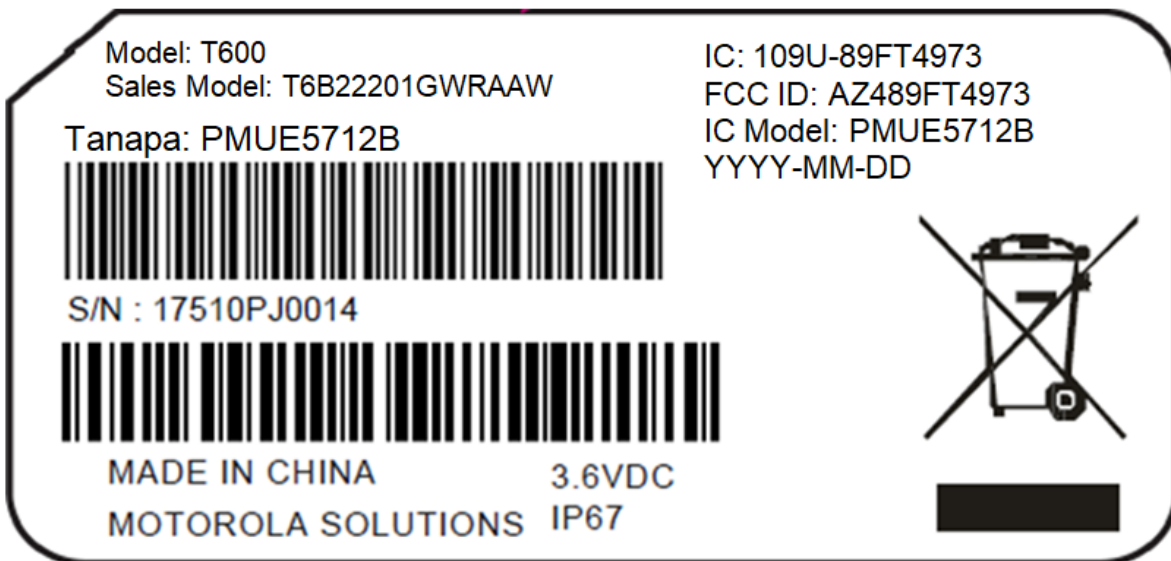 Model: T600
Sales Model: T6B22201GWRAAW
Tanapa: PMUE5712B
S/N : 17510PJ0014
MADE IN CHINA
MOTOROLA SOLUTIONS
3.6VDC
IP67
IC: 109U-89FT4973
FCC ID: AZ489FT4973
IC Model: PMUE5712B
YYYY-MM-DD